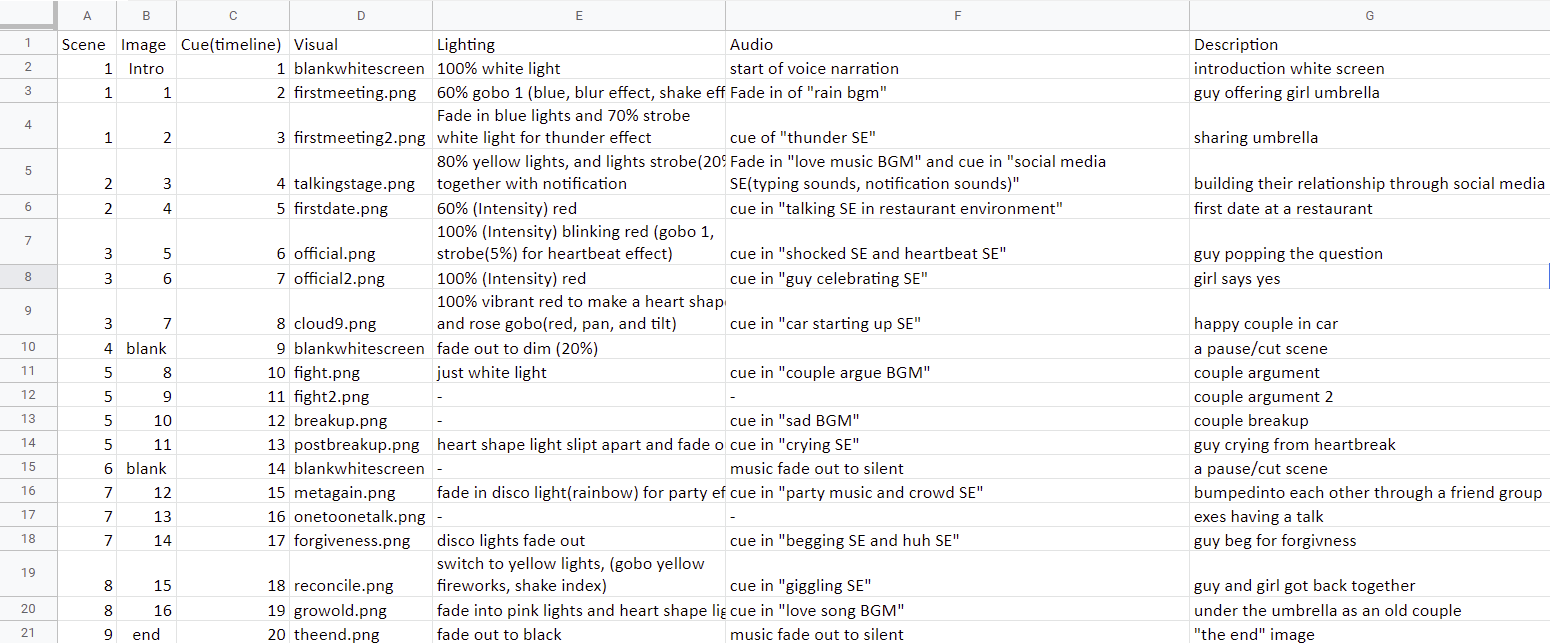 A B C D E F G
1 Scene Image Cue(timeline) Visual Lighting Audio Description
2 1 Intro 1 blankwhitescreen 100% white light start of voice narration introduction white screen
3 1 1 2 firstmeeting.png 60% gobo 1 (blue, blur effect, shake eff Fade in of "rain bgm" guy offering girl umbrella
4 Fade in blue lights and 70% strobe
1 2 3 firstmeeting2.png white light for thunder effect cue of "thunder SE" sharing umbrella
5 80% yellow lights, and lights strobe(20% Fade in "love music BGM" and cue in "social media
2 3 4 talkingstage.png together with notification SE(typing sounds, notification sounds)" building their relationship through social media
6 2 4 5 firstdate.png 60% (Intensity) red cue in "talking SE in restaurant environment" first date at a restaurant
7 100% (Intensity) blinking red (gobo 1,
3 5 6 official.png strobe(5%) for heartbeat effect) cue in "shocked SE and heartbeat SE" guy popping the question
8 3 6 7 official2.png 100% (Intensity) red cue in "guy celebrating SE" girl says yes
9 100% vibrant red to make a heart shap
3 7 8 cloud9.png and rose gobo(red, pan, and tilt) cue in "car starting up SE" happy couple in car
10 4 blank 9 blankwhitescreen fade out to dim (20%) a pause/cut scene
11 5 8 10 fight.png just white light cue in "couple argue BGM" couple argument
12 5 9 11 fight2.png - - couple argument 2
13 5 10 12 breakup.png - cue in "sad BGM" couple breakup
14 5 11 13 postbreakup.png heart shape light slipt apart and fade o cue in "crying SE" guy crying from heartbreak
15 6 blank 14 blankwhitescreen - music fade out to silent a pause/cut scene
16 7 12 15 metagain.png fade in disco light(rainbow) for party ef cue in "party music and crowd SE" bumpedinto each other through a friend group
17 7 13 16 onetoonetalk.png - - exes having a talk
18 7 14 17 forgiveness.png disco lights fade out cue in "begging SE and huh SE" guy beg for forgivness
19 switch to yellow lights, (gobo yellow
8 15 18 reconcile.png fireworks, shake index) cue in "giggling SE" guy and girl got back together
20 8 16 19 growold.png fade into pink lights and heart shape lig cue in "love song BGM" under the umbrella as an old couple
21 9 end 20 theend.png fade out to black music fade out to silent "the end" image